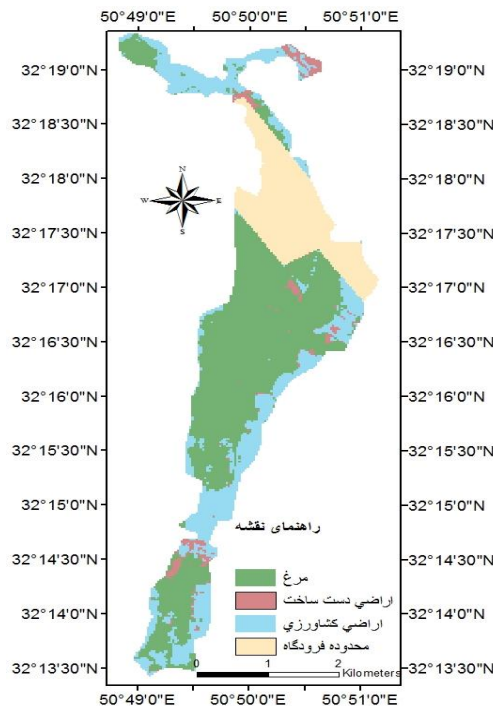 50°49'0"E 50°50'0"E 50°51'0"E
32°19'0"N 32°19'0"N
32°18'30"N 32°18'30"N
32°18'0"N 32°18'0"N
32°17'30"N 32°17'30"N
32°17'0"N 32°17'0"N
32°16'30"N 32°16'30"N
32°16'0"N 32°16'0"N
32°15'30"N 32°15'30"N
32°15'0"N 32°15'0"N
32°14'30"N 32°14'30"N
32°14'0"N 32°14'0"N
32°13'30"N 32°13'30"N
N
W E
S
راهنمای نقشه
مرغ
اراضي دست ساخت
اراضي كشاورزي
محدوده فرودگاه
0 1 2
Kilometers
50°49'0"E 50°50'0"E 50°51'0"E